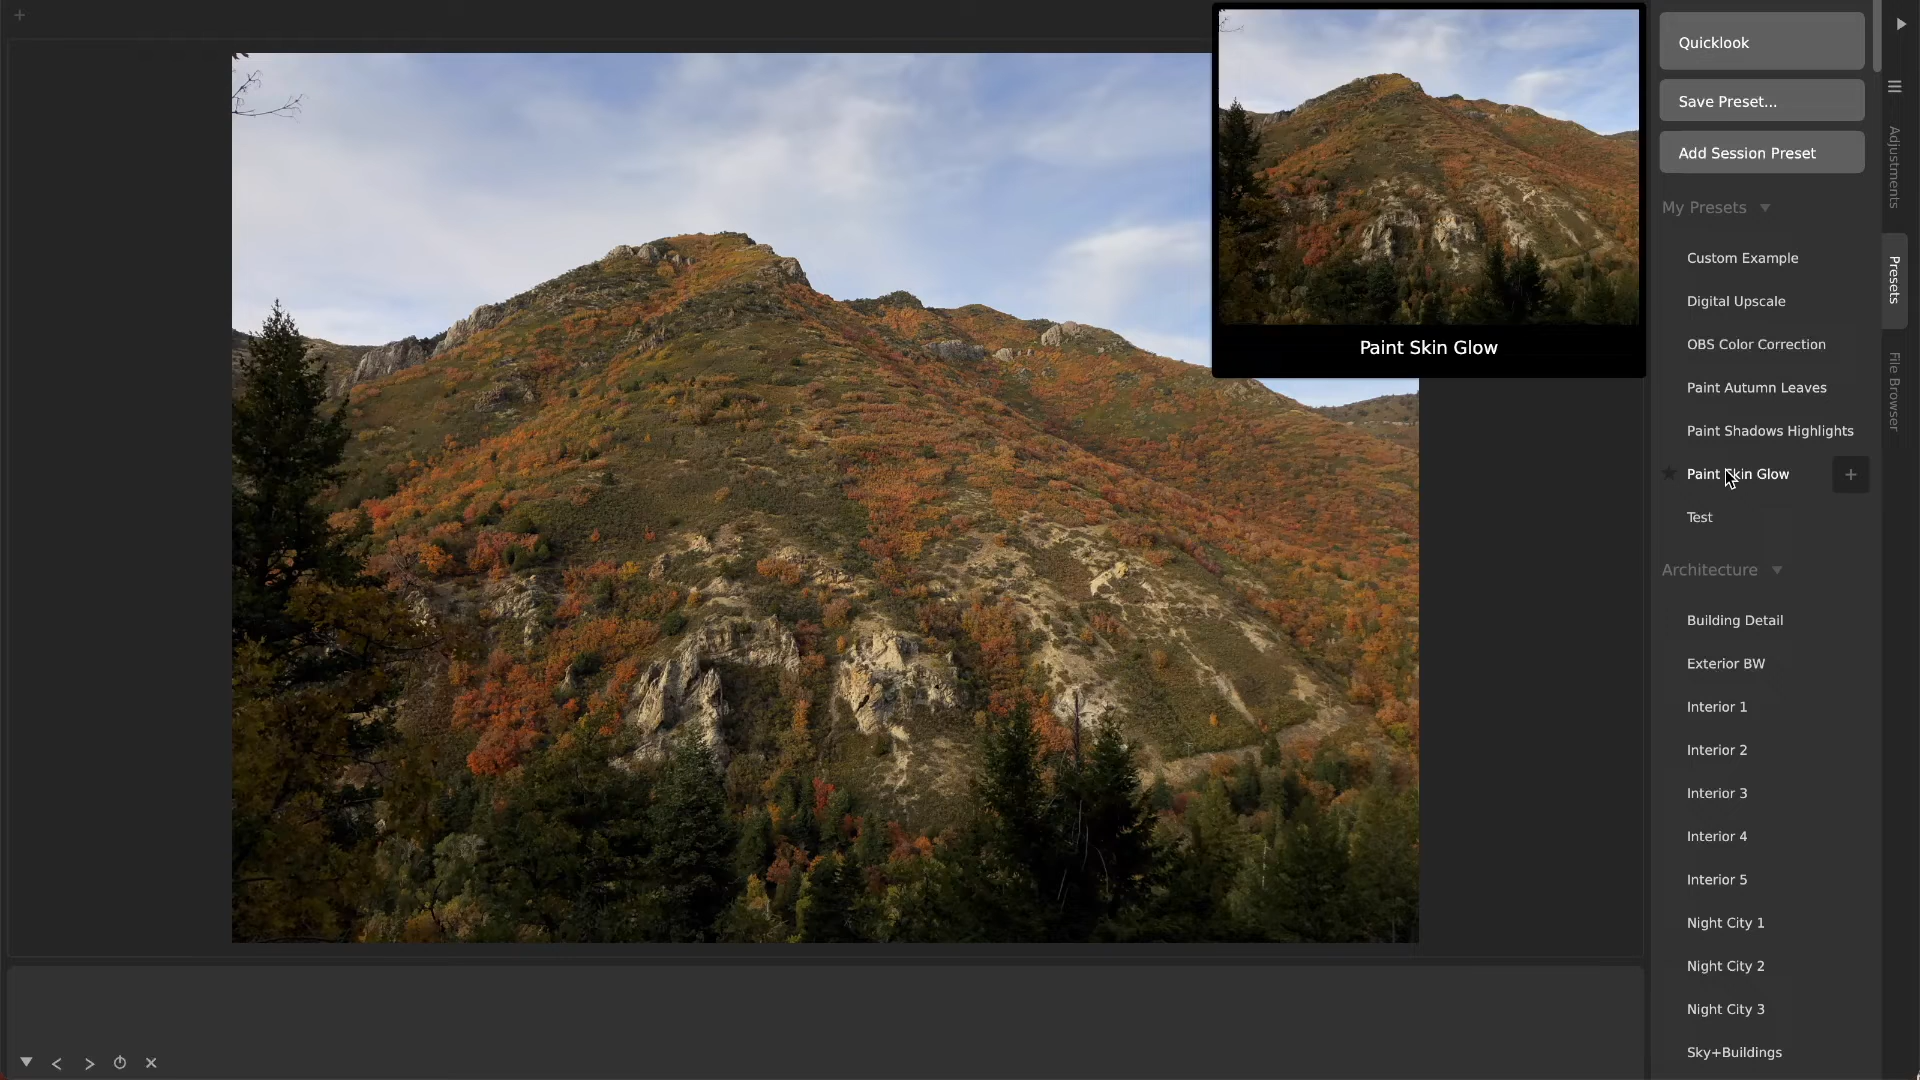 Quicklook
Save Preset...
Add Session Preset
My Presets
Custom Example
Digital Upscale
OBS Color Correction
Paint Autumn Leaves
Paint Shadows Highlights
Paint Skin Glow
Test
Architecture
Building Detail
Exterior BW
Interior 1
Interior 2
Interior 3
Interior 4
Interior 5
Night City 1
Night City 2
Night City 3
Sky+Buildings
Paint Skin Glow
Adjustments
Presets
File Browser